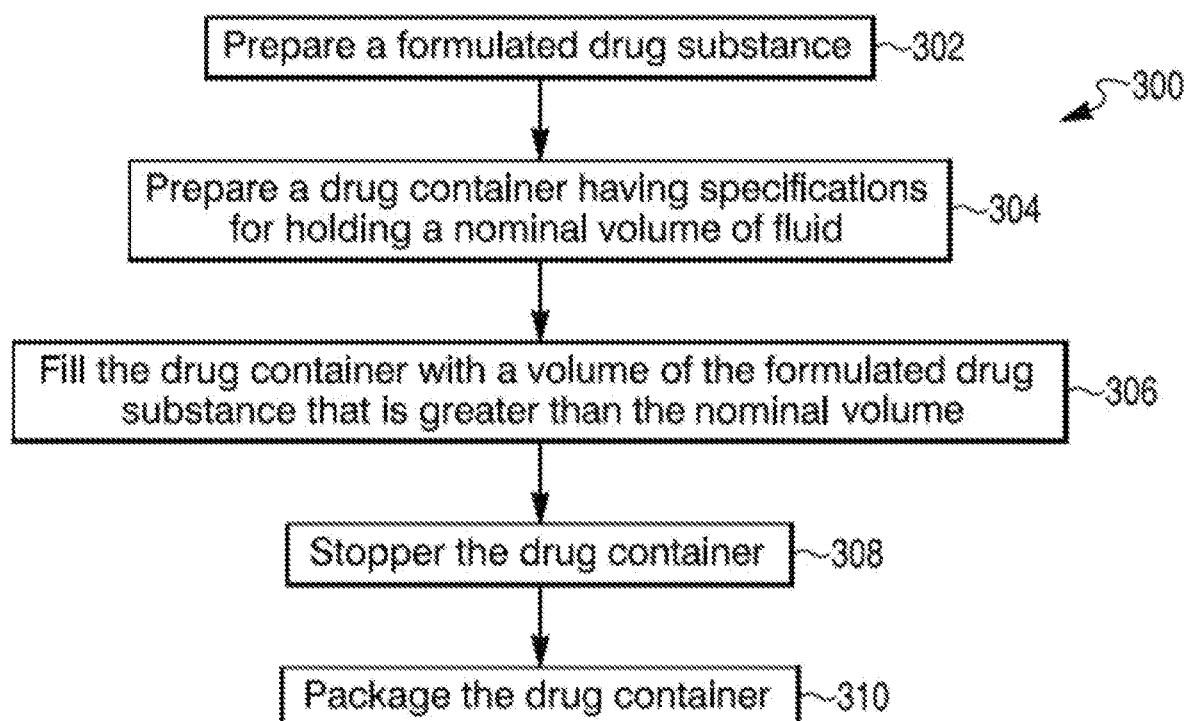 Prepare a formulated drug substance 302
300
Prepare a drug container having specifications
for holding a nominal volume of fluid 304
Fill the drug container with a volume of the formulated drug
substance that is greater than the nominal volume 306
Stopper the drug container 308
Package the drug container 310